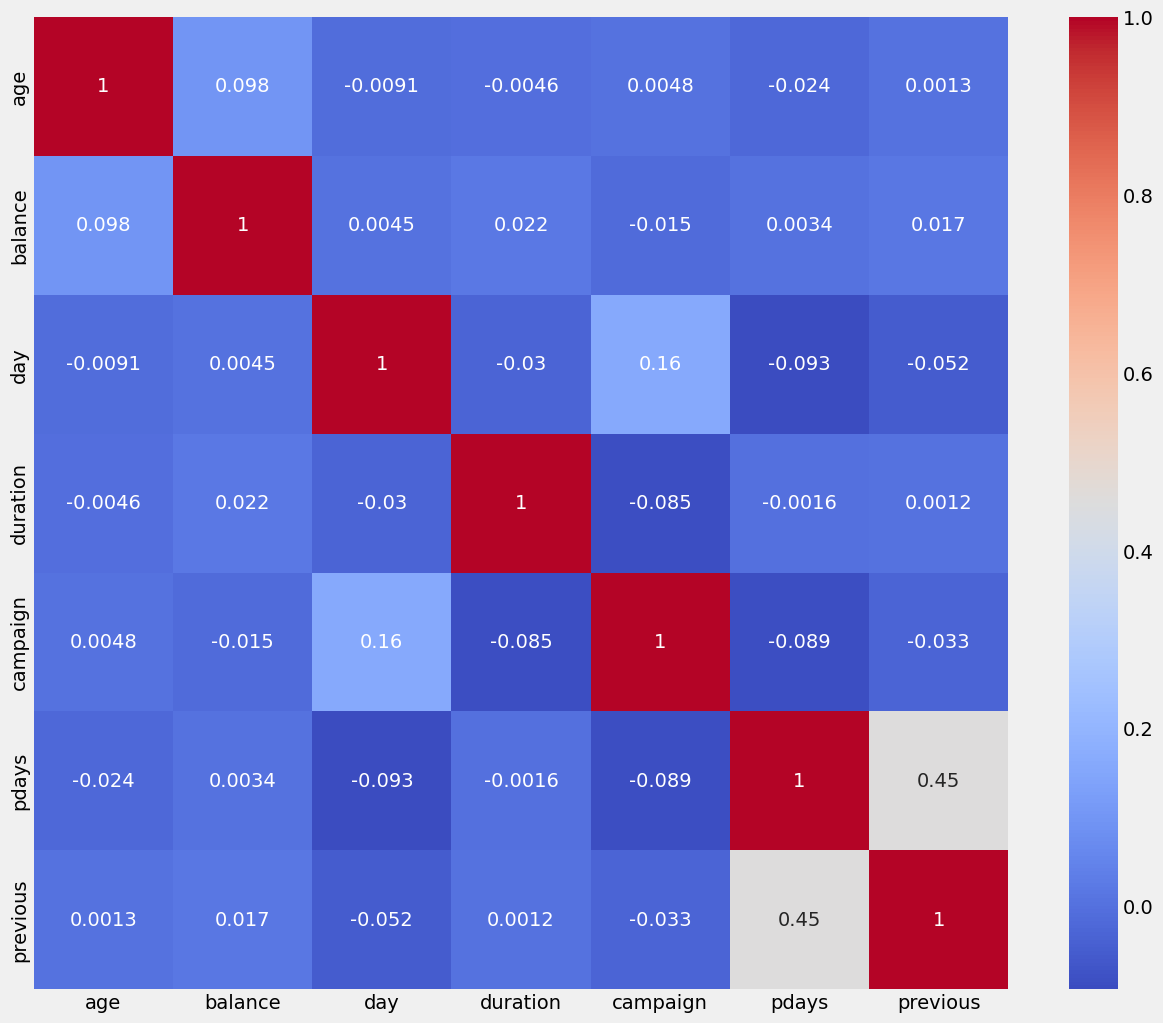 age 1 0.098 -0.0091 -0.0046 0.0048 -0.024 0.0013
balance 0.098 1 0.0045 0.022 -0.015 0.0034 0.017
day -0.0091 0.0045 1 -0.03 0.16 -0.093 -0.052
duration -0.0046 0.022 -0.03 1 -0.085 -0.0016 0.0012
campaign 0.0048 -0.015 0.16 -0.085 1 -0.089 -0.033
pdays -0.024 0.0034 -0.093 -0.0016 -0.089 1 0.45
previous 0.0013 0.017 -0.052 0.0012 -0.033 0.45 1
age balance day duration campaign pdays previous
1.0
0.8
0.6
0.4
0.2
0.0